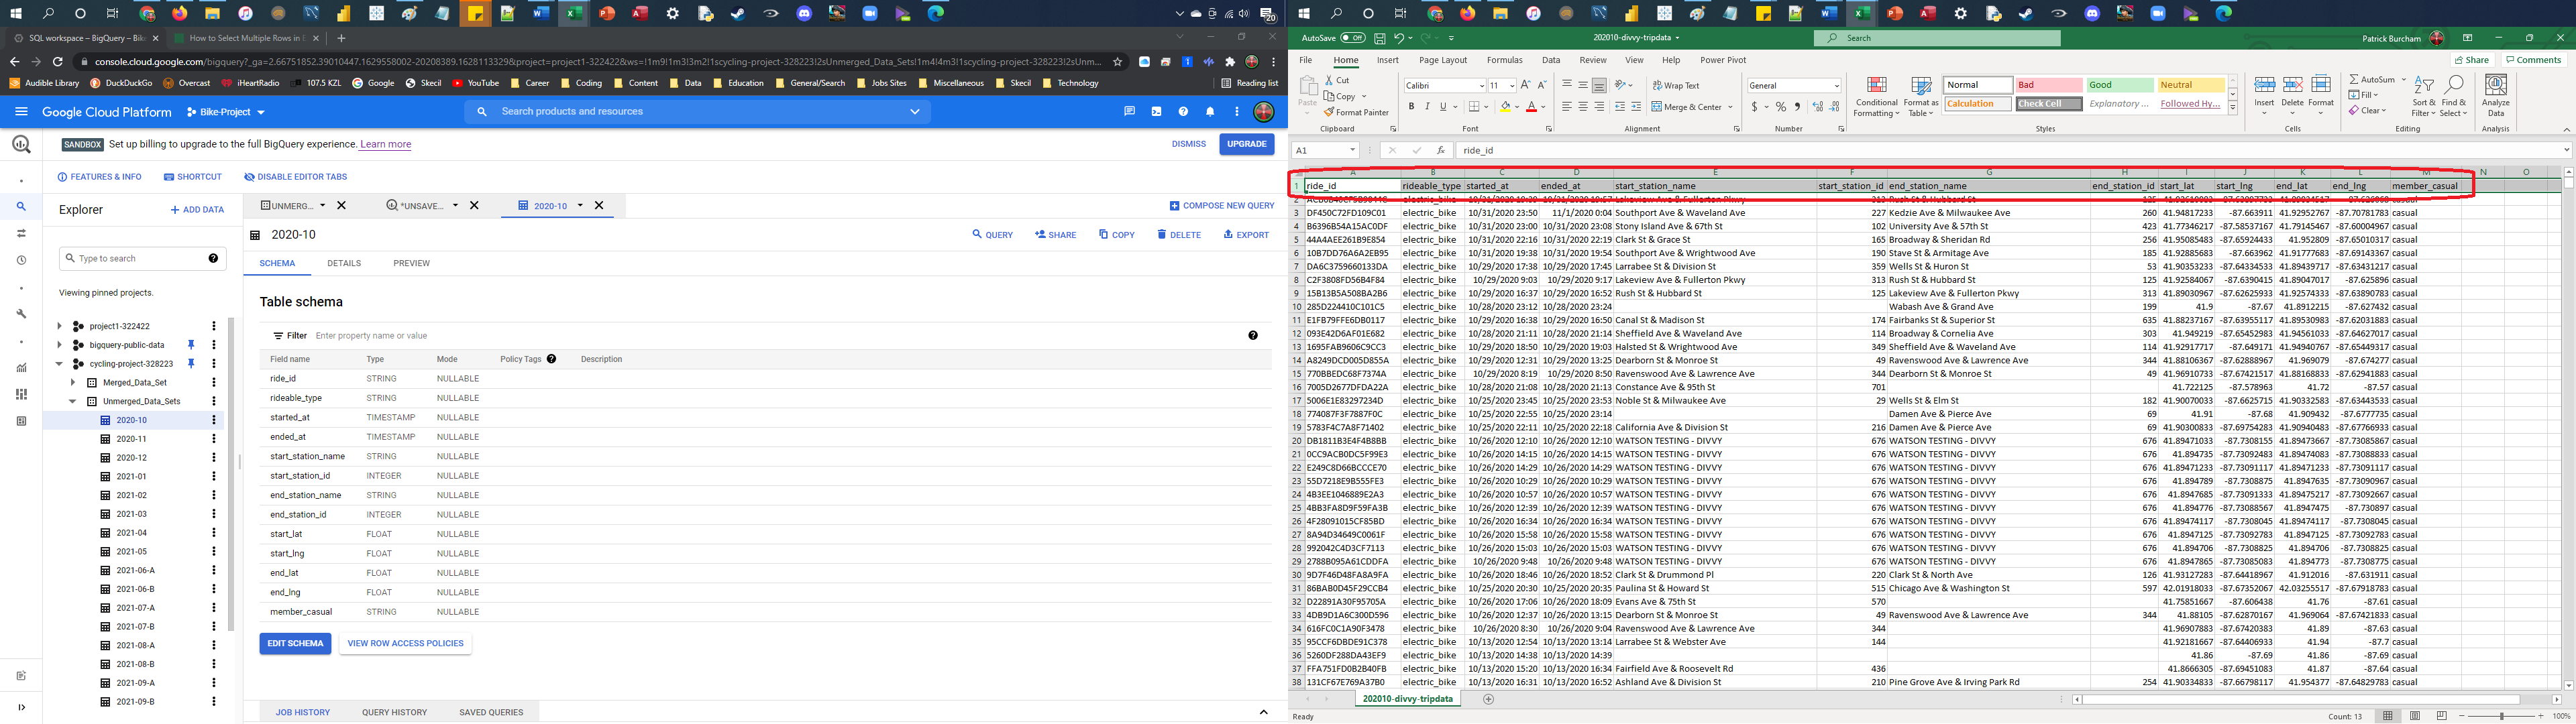 SQL workspace – BigQuery – Bik
How to Select Multiple Rows in E
console.cloud.google.com/bigquery?_ga=2.66751852.39010447.1629558002-20208389.1628113329&project=project1-322422&ws=!1m9!1m3!2m2!1scycling-project-328223!2sUnmerged_Data_Sets!1m4!4m3!1scycling-project-328223!2sUnm...
Audible Library DuckDuckGo Overcast iHeartRadio 107.5 KZL Google Skecil YouTube Career Coding Content Data Education General/Search Jobs Sites Miscellaneous Skecil Technology Reading list
Google Cloud Platform Bike-Project Search products and resources
SANDBOX Set up billing to upgrade to the full BigQuery experience. Learn more DISMISS UPGRADE
FEATURES & INFO SHORTCUT DISABLE EDITOR TABS
Explorer + ADD DATA
Type to search
Viewing pinned projects.
project1-322422
bigquery-public-data
cycling-project-328223
Merged_Data_Set
Unmerged_Data_Sets
2020-10
2020-11
2020-12
2021-01
2021-02
2021-03
2021-04
2021-05
2021-06-A
2021-06-B
2021-07-A
2021-07-B
2021-08-A
2021-08-B
2021-09-A
2021-09-B
UNMERG... *UNSAVE... 2020-10 COMPOSE NEW QUERY
2020-10 QUERY SHARE COPY DELETE EXPORT
SCHEMA DETAILS PREVIEW
Table schema
Filter Enter property name or value
Field name Type Mode Policy Tags Description
ride_id STRING NULLABLE
rideable_type STRING NULLABLE
started_at TIMESTAMP NULLABLE
ended_at TIMESTAMP NULLABLE
start_station_name STRING NULLABLE
start_station_id INTEGER NULLABLE
end_station_name STRING NULLABLE
end_station_id INTEGER NULLABLE
start_lat FLOAT NULLABLE
start_lng FLOAT NULLABLE
end_lat FLOAT NULLABLE
end_lng FLOAT NULLABLE
member_casual STRING NULLABLE
EDIT SCHEMA VIEW ROW ACCESS POLICIES
JOB HISTORY QUERY HISTORY SAVED QUERIES
AutoSave Off 202010-divvy-tripdata Search Patrick Burcham
File Home Insert Page Layout Formulas Data Review View Help Power Pivot Share Comments
Paste Cut Copy Format Painter Clipboard
Calibri 11 B I U Font
Wrap Text Merge & Center Alignment
General $ % Number
Conditional Formatting Format as Table
Normal Bad Good Neutral
Calculation Check Cell Explanatory ... Followed Hy...
Styles
Insert Delete Format Cells
AutoSum Fill Clear Sort & Filter Find & Select Editing
Analyze Data Analysis
A1 fx ride_id
A B C D E F G H I J K L M N O
1 ride_id rideable_type started_at ended_at start_station_name start_station_id end_station_name end_station_id start_lat start_lng end_lat end_lng member_casual
3 DF450C72FD109C01 electric_bike 10/31/2020 23:50 11/1/2020 0:04 Southport Ave & Waveland Ave 227 Kedzie Ave & Milwaukee Ave 260 41.94817233 -87.663911 41.92952767 -87.70781783 casual
4 B6396B54A15AC0DF electric_bike 10/31/2020 23:00 10/31/2020 23:08 Stony Island Ave & 67th St 102 University Ave & 57th St 423 41.77346217 -87.58537167 41.79145467 -87.60004967 casual
5 44A4AEE261B9E854 electric_bike 10/31/2020 22:16 10/31/2020 22:19 Clark St & Grace St 165 Broadway & Sheridan Rd 256 41.95085483 -87.65924433 41.952809 -87.65010317 casual
6 10B7DD76A6A2EB95 electric_bike 10/31/2020 19:38 10/31/2020 19:54 Southport Ave & Wrightwood Ave 190 Stave St & Armitage Ave 185 41.92885683 -87.663962 41.91777683 -87.69143367 casual
7 DA6C3759660133DA electric_bike 10/29/2020 17:38 10/29/2020 17:45 Larrabee St & Division St 359 Wells St & Huron St 53 41.90353233 -87.64334533 41.89439717 -87.63431217 casual
8 C2F3808FD56B4F84 electric_bike 10/29/2020 9:03 10/29/2020 9:17 Lakeview Ave & Fullerton Pkwy 313 Rush St & Hubbard St 125 41.92584067 -87.6390415 41.89047017 -87.625896 casual
9 15B13B5A508BA2B6 electric_bike 10/29/2020 16:37 10/29/2020 16:52 Rush St & Hubbard St 125 Lakeview Ave & Fullerton Pkwy 313 41.89030967 -87.62625933 41.92574333 -87.63890783 casual
10 285D224410C101C5 electric_bike 10/28/2020 23:12 10/28/2020 23:24 Wabash Ave & Grand Ave 199 41.9 -87.67 41.8912215 -87.627432 casual
11 E1FB79FFE6DB0117 electric_bike 10/29/2020 16:38 10/29/2020 16:50 Canal St & Madison St 174 Fairbanks St & Superior St 635 41.88237167 -87.63955117 41.89530983 -87.62031883 casual
12 093E42D6AF01E682 electric_bike 10/28/2020 21:11 10/28/2020 21:14 Sheffield Ave & Waveland Ave 114 Broadway & Cornelia Ave 303 41.949219 -87.65452983 41.94561033 -87.64627017 casual
13 1695FAB9606C9CC3 electric_bike 10/29/2020 18:50 10/29/2020 19:03 Halsted St & Wrightwood Ave 349 Sheffield Ave & Waveland Ave 114 41.92917717 -87.649171 41.94940767 -87.65449317 casual
14 A8249DCD005D855A electric_bike 10/29/2020 12:31 10/29/2020 13:25 Dearborn St & Monroe St 49 Ravenswood Ave & Lawrence Ave 344 41.88106367 -87.62888967 41.969079 -87.674277 casual
15 770BBEDC68F7374A electric_bike 10/29/2020 8:19 10/29/2020 8:50 Ravenswood Ave & Lawrence Ave 344 Dearborn St & Monroe St 49 41.96910733 -87.67421517 41.88168833 -87.62941883 casual
16 7005D2677DFDA22A electric_bike 10/28/2020 21:08 10/28/2020 21:13 Constance Ave & 95th St 701 41.722125 -87.578963 41.72 -87.57 casual
17 5006E1E83297234D electric_bike 10/25/2020 23:45 10/25/2020 23:53 Noble St & Milwaukee Ave 29 Wells St & Elm St 182 41.90070033 -87.6625715 41.90332583 -87.63443533 casual
18 774087F3F7887F0C electric_bike 10/25/2020 22:55 10/25/2020 23:14 Damen Ave & Pierce Ave 69 41.91 -87.68 41.909432 -87.6777735 casual
19 5783F4C7A8F71402 electric_bike 10/25/2020 22:11 10/25/2020 22:18 California Ave & Division St 216 Damen Ave & Pierce Ave 69 41.90300833 -87.69754283 41.90940483 -87.67766933 casual
20 DB1811B3E4F4B8BB electric_bike 10/26/2020 12:10 10/26/2020 12:10 WATSON TESTING - DIVVY 676 WATSON TESTING - DIVVY 676 41.89471033 -87.7308155 41.89473667 -87.73085867 casual
21 0CC9ACB0DC5F99E3 electric_bike 10/26/2020 14:15 10/26/2020 14:15 WATSON TESTING - DIVVY 676 WATSON TESTING - DIVVY 676 41.894735 -87.73092483 41.89474083 -87.73088833 casual
22 E249C8D66BCCCE70 electric_bike 10/26/2020 14:29 10/26/2020 14:29 WATSON TESTING - DIVVY 676 WATSON TESTING - DIVVY 676 41.89471233 -87.73091117 41.89471233 -87.73091117 casual
23 55D7218E9B555FE3 electric_bike 10/26/2020 10:29 10/26/2020 10:29 WATSON TESTING - DIVVY 676 WATSON TESTING - DIVVY 676 41.894789 -87.7308875 41.8947635 -87.73090967 casual
24 4B3EE1046889E2A3 electric_bike 10/26/2020 10:57 10/26/2020 10:57 WATSON TESTING - DIVVY 676 WATSON TESTING - DIVVY 676 41.8947685 -87.73091333 41.89475217 -87.73092667 casual
25 4BB3FA8D9F59FA3B electric_bike 10/26/2020 12:39 10/26/2020 12:39 WATSON TESTING - DIVVY 676 WATSON TESTING - DIVVY 676 41.894776 -87.73088567 41.8947475 -87.730897 casual
26 4F28091015CF85BD electric_bike 10/26/2020 16:34 10/26/2020 16:34 WATSON TESTING - DIVVY 676 WATSON TESTING - DIVVY 676 41.89474117 -87.7308045 41.89474117 -87.7308045 casual
27 8A94D34649C0061F electric_bike 10/26/2020 15:58 10/26/2020 15:58 WATSON TESTING - DIVVY 676 WATSON TESTING - DIVVY 676 41.8947125 -87.73092783 41.8947125 -87.73092783 casual
28 992042C4D3CF7113 electric_bike 10/26/2020 15:03 10/26/2020 15:03 WATSON TESTING - DIVVY 676 WATSON TESTING - DIVVY 676 41.894706 -87.7308825 41.894706 -87.7308825 casual
29 2788B095A61CDDFA electric_bike 10/26/2020 9:48 10/26/2020 9:48 WATSON TESTING - DIVVY 676 WATSON TESTING - DIVVY 676 41.8947865 -87.73085083 41.894773 -87.7308775 casual
30 9D7F46D48FA8A9FA electric_bike 10/26/2020 18:46 10/26/2020 18:52 Clark St & Drummond Pl 220 Clark St & North Ave 126 41.93127283 -87.64418967 41.912016 -87.631911 casual
31 86BAB0D45F29CCB4 electric_bike 10/25/2020 20:30 10/25/2020 20:35 Paulina St & Howard St 515 Chicago Ave & Washington St 597 42.01918033 -87.67352067 42.03255517 -87.67918783 casual
32 D22891A30F95705A electric_bike 10/26/2020 17:06 10/26/2020 18:09 Evans Ave & 75th St 570 41.75851667 -87.606438 41.76 -87.61 casual
33 4DB9D1A6C300D596 electric_bike 10/26/2020 12:37 10/26/2020 13:15 Dearborn St & Monroe St 49 Ravenswood Ave & Lawrence Ave 344 41.88105 -87.62871767 41.969064 -87.67421833 casual
34 616FC0C1A90F3478 electric_bike 10/26/2020 8:30 10/26/2020 9:04 Ravenswood Ave & Lawrence Ave 344 41.96907883 -87.67420383 41.89 -87.63 casual
35 95CCF6DBDE91C378 electric_bike 10/13/2020 12:54 10/13/2020 13:14 Larrabee St & Webster Ave 144 41.92181667 -87.64406933 41.94 -87.7 casual
36 5260DF288DA43EF9 electric_bike 10/13/2020 14:38 10/13/2020 14:39 41.86 -87.69 41.86 -87.69 casual
37 FFA751FD0B2B40FB electric_bike 10/13/2020 15:20 10/13/2020 16:34 Fairfield Ave & Roosevelt Rd 436 41.8666305 -87.69451083 41.87 -87.64 casual
38 131CF67E769A37B0 electric_bike 10/13/2020 16:31 10/13/2020 16:52 Ashland Ave & Division St 210 Pine Grove Ave & Irving Park Rd 254 41.90334833 -87.66798117 41.954377 -87.64829783 casual
202010-divvy-tripdata
Ready Count: 13 100%